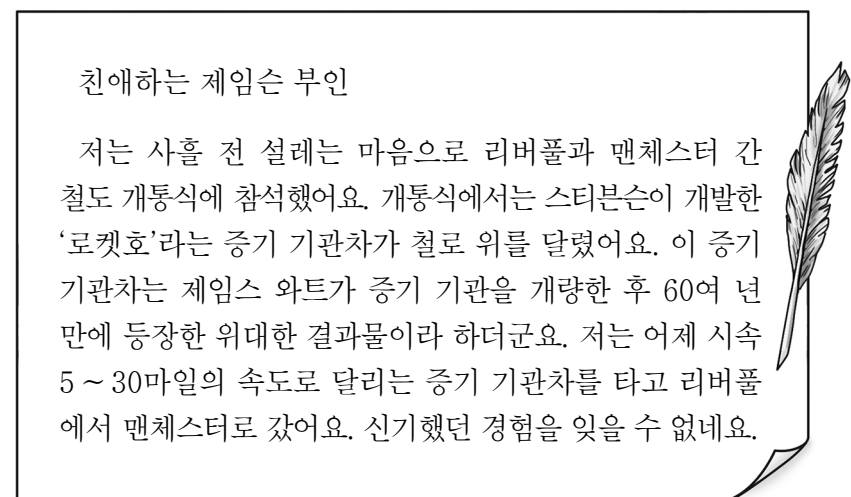 친애하는 제임슨 부인
저는 사흘 전 설레는 마음으로 리버풀과 맨체스터 간
철도 개통식에 참석했어요. 개통식에서는 스티븐슨이 개발한
‘로켓호’라는 증기 기관차가 철로 위를 달렸어요. 이 증기
기관차는 제임스 와트가 증기 기관을 개량한 후 60여 년
만에 등장한 위대한 결과물이라 하더군요. 저는 어제 시속
5 ~ 30마일의 속도로 달리는 증기 기관차를 타고 리버풀
에서 맨체스터로 갔어요. 신기했던 경험을 잊을 수 없네요.